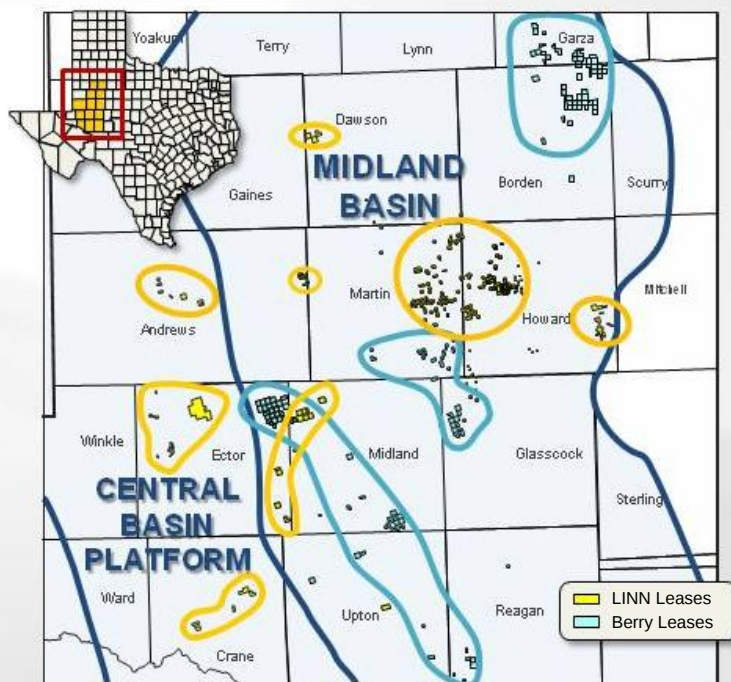 Yoakum
Terry
Lynn
Garza
Dawson
MIDLAND
BASIN
Gaines
Borden
Scurry
Martin
Mitchell
Andrews
Howard
Winkle
Ector
Midland
Glasscock
CENTRAL
BASIN
PLATFORM
Sterling
Ward
Upton
Reagan
Crane
LINN Leases
Berry Leases